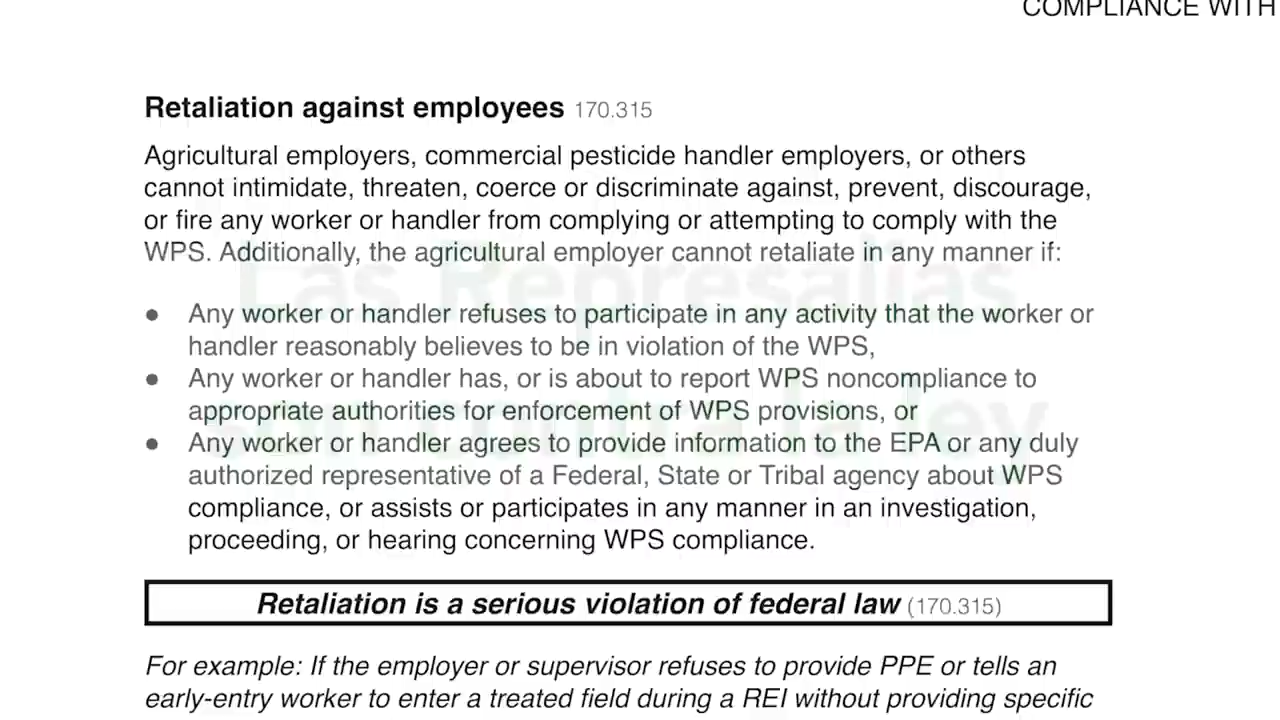 COMPLIANCE WITH
Retaliation against employees 170.315
Agricultural employers, commercial pesticide handler employers, or others
cannot intimidate, threaten, coerce or discriminate against, prevent, discourage,
or fire any worker or handler from complying or attempting to comply with the
WPS. Additionally, the agricultural employer cannot retaliate in any manner if:
Las Represalias
● Any worker or handler refuses to participate in any activity that the worker or
handler reasonably believes to be in violation of the WPS,
● Any worker or handler has, or is about to report WPS noncompliance to
appropriate authorities for enforcement of WPS provisions, or
son contra la ley
● Any worker or handler agrees to provide information to the EPA or any duly
authorized representative of a Federal, State or Tribal agency about WPS
compliance, or assists or participates in any manner in an investigation,
proceeding, or hearing concerning WPS compliance.
Retaliation is a serious violation of federal law (170.315)
For example: If the employer or supervisor refuses to provide PPE or tells an
early-entry worker to enter a treated field during a REI without providing specific